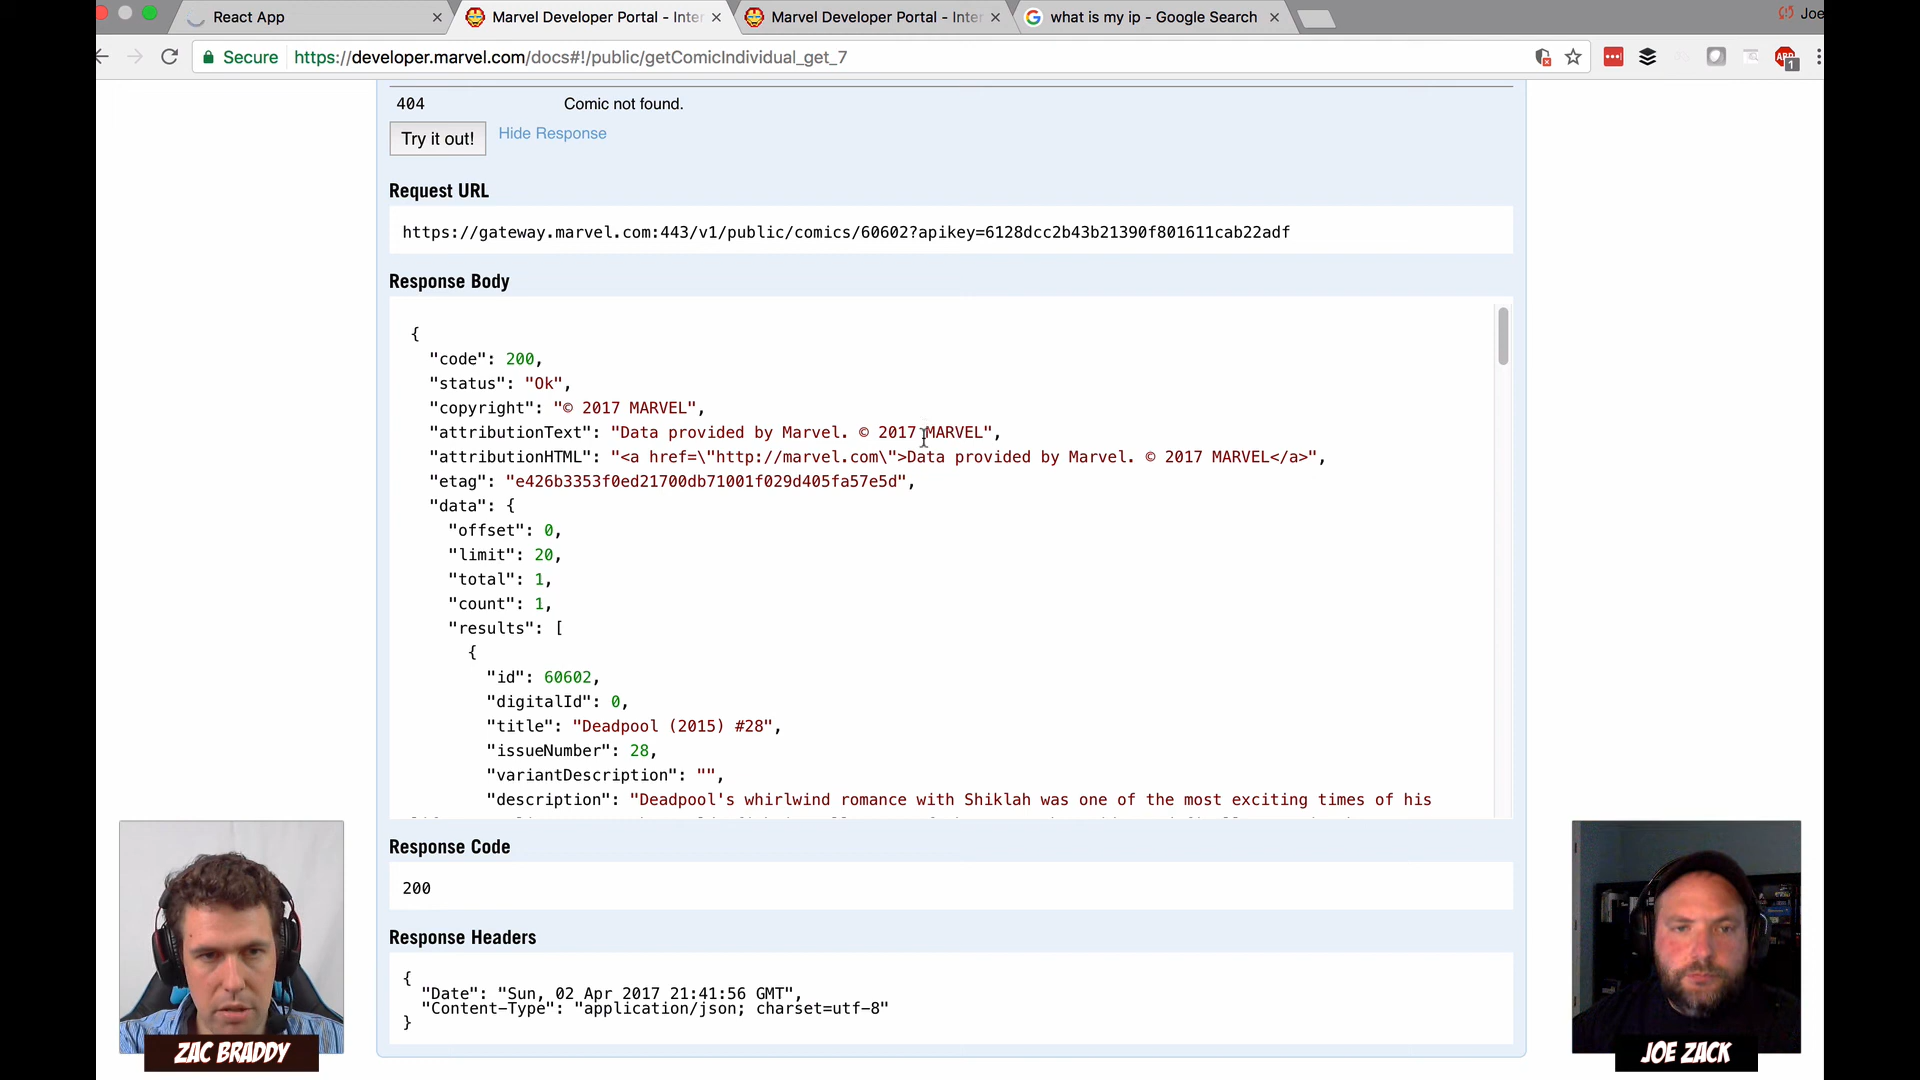 React App
Marvel Developer Portal - Inter
Marvel Developer Portal - Inter
what is my ip - Google Search
Joe
Secure
https://developer.marvel.com/docs#!/public/getComicIndividual_get_7
1
404 Comic not found.
Try it out! Hide Response
Request URL
https://gateway.marvel.com:443/v1/public/comics/60602?apikey=6128dcc2b43b21390f801611cab22adf
Response Body
{
"code": 200,
"status": "Ok",
"copyright": "© 2017 MARVEL",
"attributionText": "Data provided by Marvel. © 2017 MARVEL",
"attributionHTML": "<a href=\"http://marvel.com\">Data provided by Marvel. © 2017 MARVEL</a>",
"etag": "e426b3353f0ed21700db71001f029d405fa57e5d",
"data": {
"offset": 0,
"limit": 20,
"total": 1,
"count": 1,
"results": [
{
"id": 60602,
"digitalId": 0,
"title": "Deadpool (2015) #28",
"issueNumber": 28,
"variantDescription": "",
"description": "Deadpool's whirlwind romance with Shiklah was one of the most exciting times of his
Response Code
200
Response Headers
{
"Date": "Sun, 02 Apr 2017 21:41:56 GMT",
"Content-Type": "application/json; charset=utf-8"
}
ZAC BRADDY
JOE ZACK